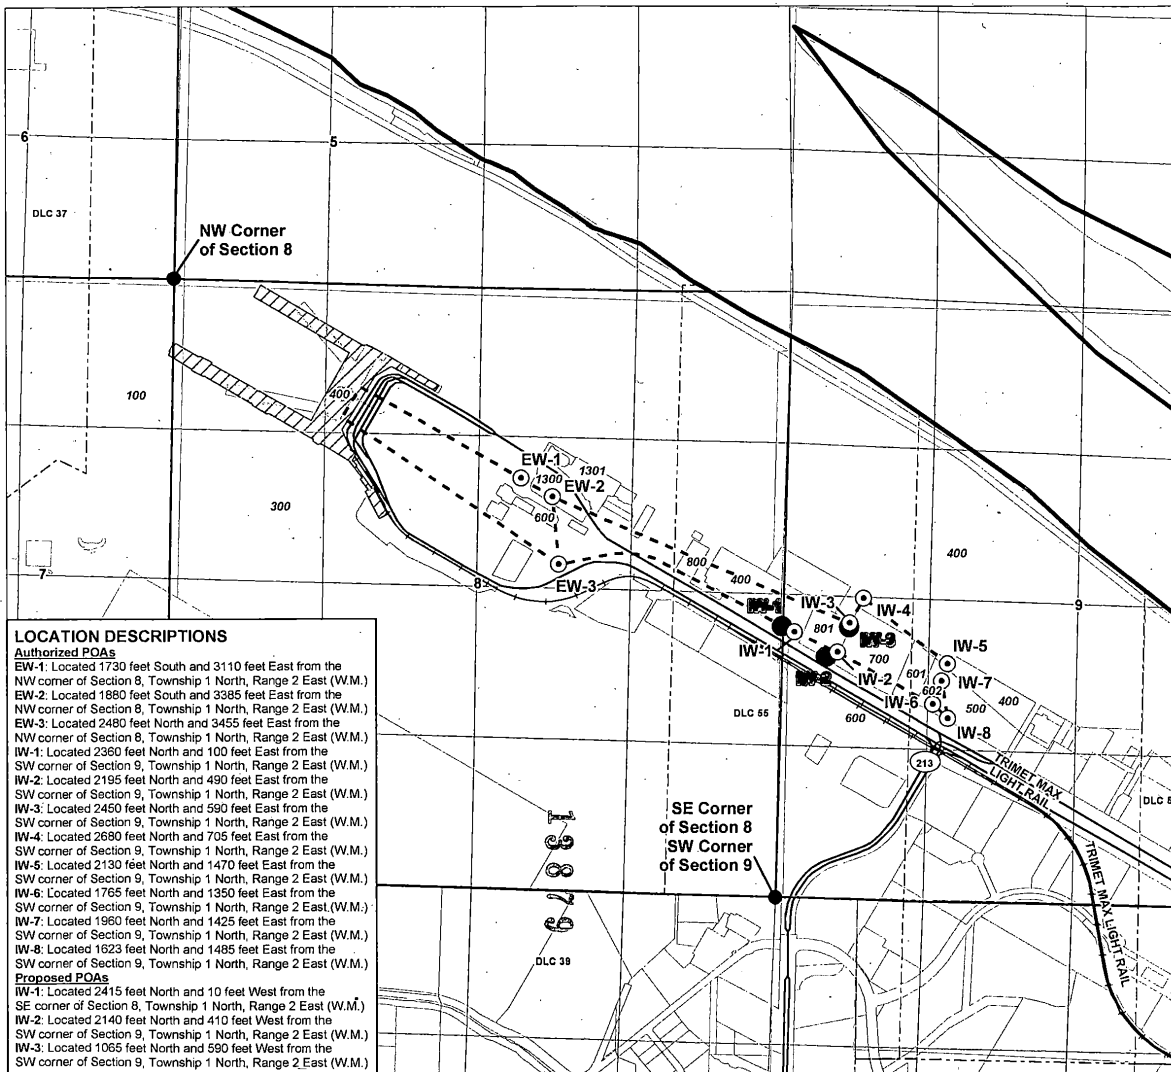 6
5
DLC 37
NW Corner
of Section 8
100
400
300
EW-1
1301
1300
EW-2
600
7
8
EW-3
800
400
400
9
IW-1
IW-3
IW-4
801
IW-3
IW-1
700
IW-5
601
IW-7
IW-2
IW-2
IW-6
602
500
400
IW-8
DLC 55
600
213
TRIMET MAX
LIGHT RAIL
DLC 5
SE Corner
of Section 8
SW Corner
of Section 9
TRIMET MAX LIGHT RAIL
DLC 39
LOCATION DESCRIPTIONS
Authorized POAs
EW-1: Located 1730 feet South and 3110 feet East from the
NW corner of Section 8, Township 1 North, Range 2 East (W.M.)
EW-2: Located 1880 feet South and 3385 feet East from the
NW corner of Section 8, Township 1 North, Range 2 East (W.M.)
EW-3: Located 2480 feet North and 3455 feet East from the
NW corner of Section 8, Township 1 North, Range 2 East (W.M.)
IW-1: Located 2360 feet North and 100 feet East from the
SW corner of Section 9, Township 1 North, Range 2 East (W.M.)
IW-2: Located 2195 feet North and 490 feet East from the
SW corner of Section 9, Township 1 North, Range 2 East (W.M.)
IW-3: Located 2450 feet North and 590 feet East from the
SW corner of Section 9, Township 1 North, Range 2 East (W.M.)
IW-4: Located 2680 feet North and 705 feet East from the
SW corner of Section 9, Township 1 North, Range 2 East (W.M.)
IW-5: Located 2130 feet North and 1470 feet East from the
SW corner of Section 9, Township 1 North, Range 2 East (W.M.)
IW-6: Located 1765 feet North and 1350 feet East from the
SW corner of Section 9, Township 1 North, Range 2 East (W.M.)
IW-7: Located 1960 feet North and 1425 feet East from the
SW corner of Section 9, Township 1 North, Range 2 East (W.M.)
IW-8: Located 1623 feet North and 1485 feet East from the
SW corner of Section 9, Township 1 North, Range 2 East (W.M.)
Proposed POAs
IW-1: Located 2415 feet North and 10 feet West from the
SE corner of Section 8, Township 1 North, Range 2 East (W.M.)
IW-2: Located 2140 feet North and 410 feet West from the
SW corner of Section 9, Township 1 North, Range 2 East (W.M.)
IW-3: Located 1065 feet North and 590 feet West from the
SW corner of Section 9, Township 1 North, Range 2 East (W.M.)